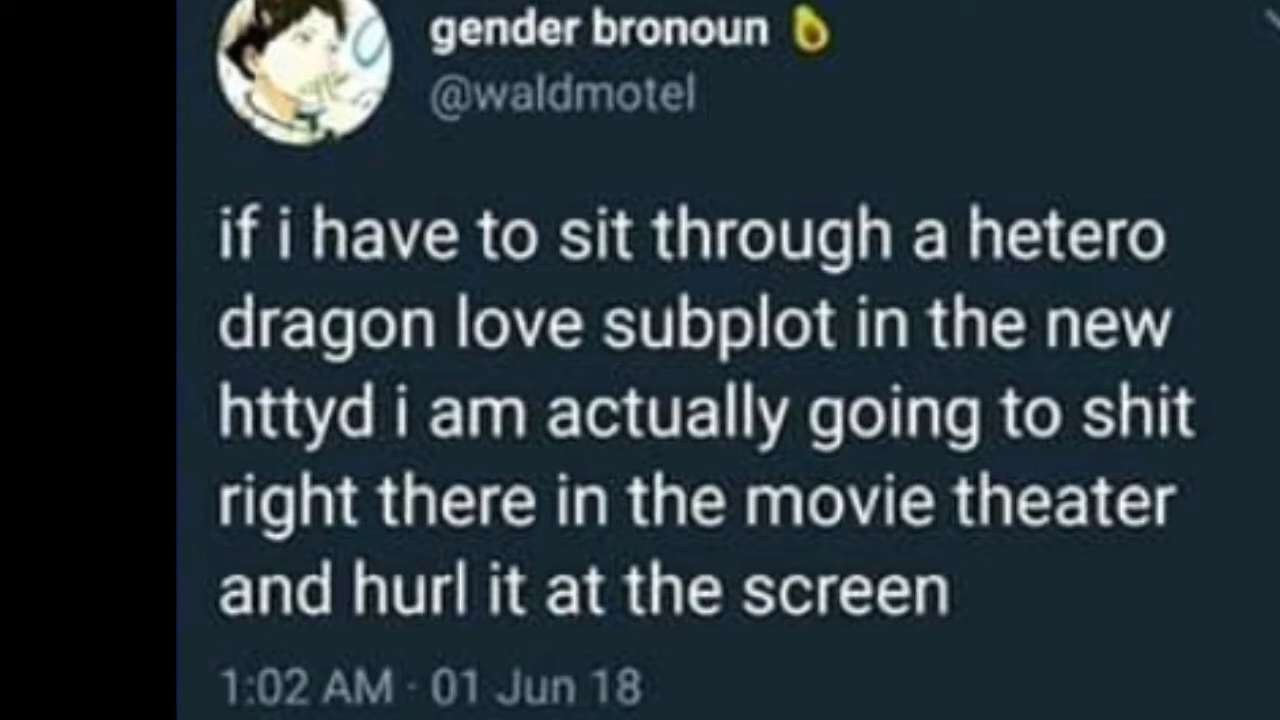 gender bronoun 🥑
@waldmotel
if i have to sit through a hetero
dragon love subplot in the new
httyd i am actually going to shit
right there in the movie theater
and hurl it at the screen
1:02 AM · 01 Jun 18